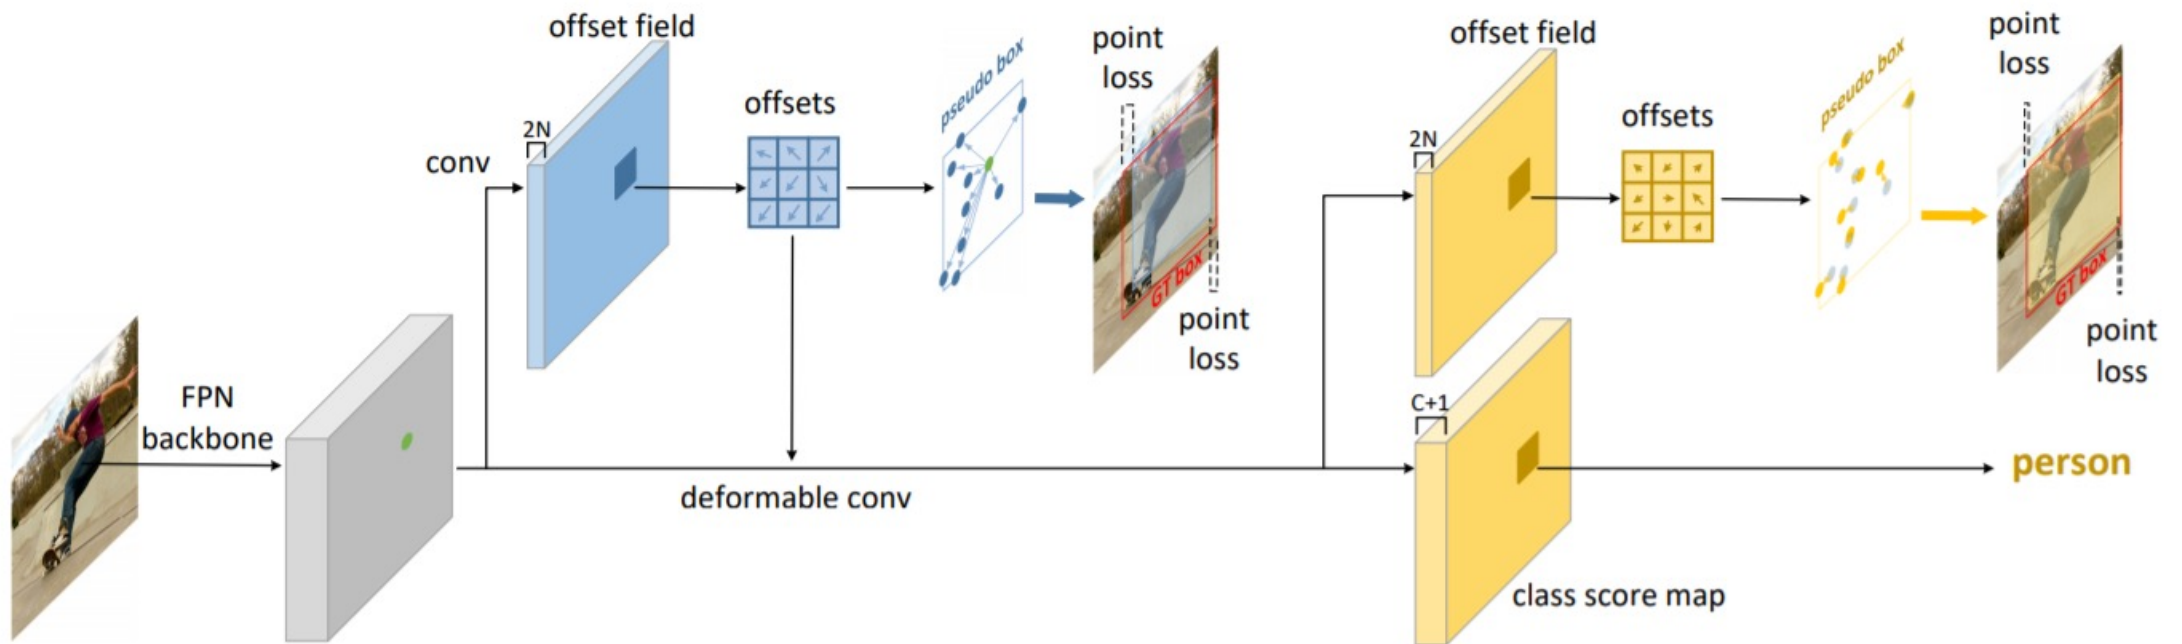 offset field
2N
conv
offsets
pseudo box
point
loss
GT box
point
loss
FPN
backbone
deformable conv
offset field
2N
offsets
pseudo box
point
loss
GT box
point
loss
C+1
person
class score map